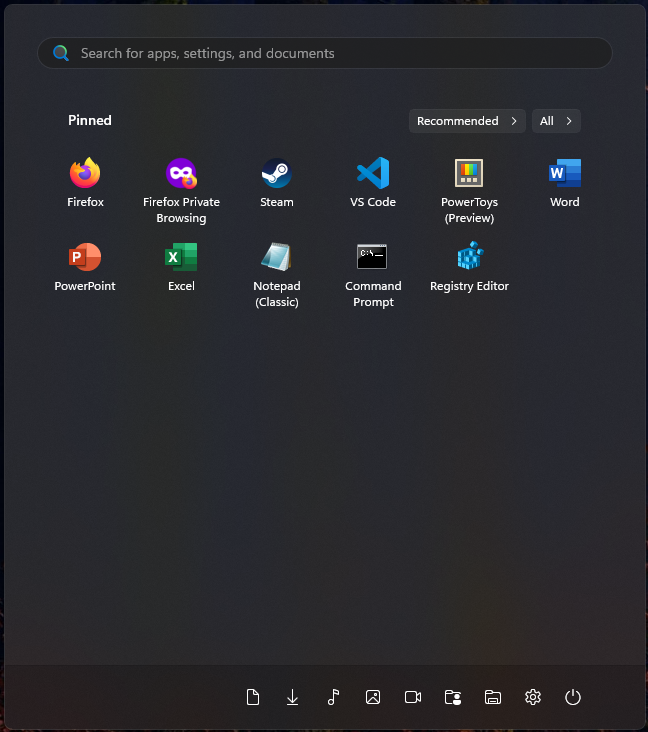 Search for apps, settings, and documents
Pinned
Recommended
All
Firefox
Firefox Private
Browsing
Steam
VS Code
PowerToys
(Preview)
Word
PowerPoint
Excel
Notepad
(Classic)
Command
Prompt
Registry Editor